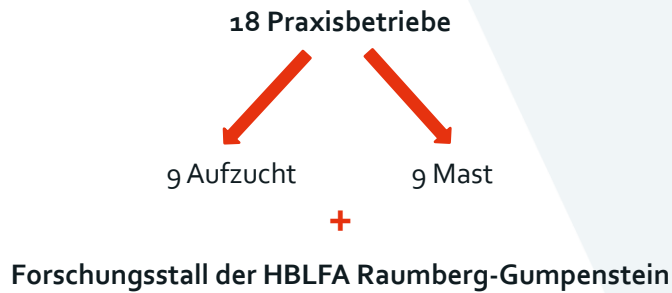 18 Praxisbetriebe
9 Aufzucht 9 Mast
+
Forschungsstall der HBLFA Raumberg-Gumpenstein